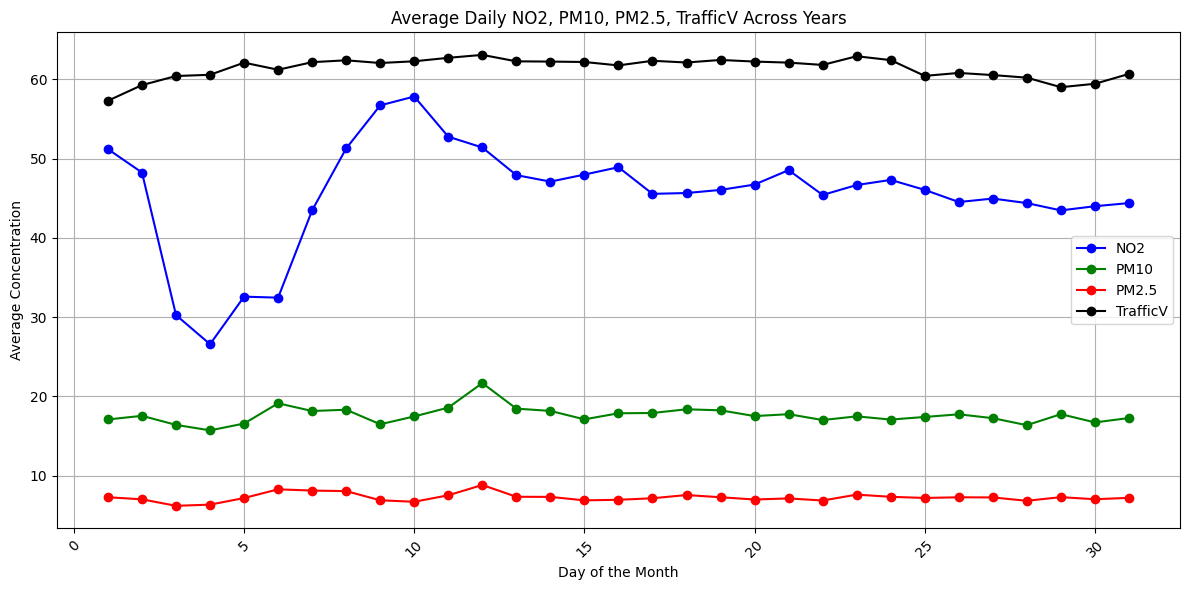 Average Daily NO2, PM10, PM2.5, TrafficV Across Years
Average Concentration
60
50
40
30
20
10
NO2
PM10
PM2.5
TrafficV
0
5
10
15
20
25
30
Day of the Month